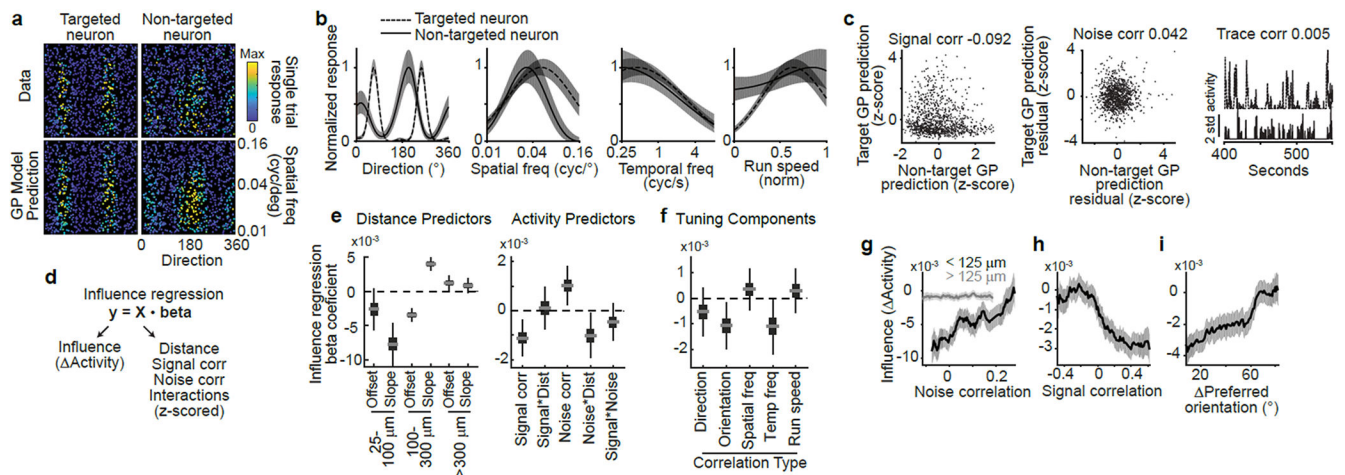 a
Targeted neuron
Non-targeted neuron
Data
GP Model Prediction
Max
0
Single trial response
0.16
0.04
0.01
Spatial freq (cyc/deg)
0 180 360
Direction
b
Targeted neuron
Non-targeted neuron
Normalized response
1
0
0 180 360
Direction (°)
1
0
0.01 0.04 0.16
Spatial freq (cyc/°)
1
0
0.25 1 4
Temporal freq (cyc/s)
1
0
0 0.5 1
Run speed (norm)
c
Signal corr -0.092
Target GP prediction (z-score)
4
2
0
-2 0 2
Non-target GP prediction (z-score)
Noise corr 0.042
Target GP prediction residual (z-score)
4
0
-4
0 4
Non-target GP prediction residual (z-score)
Trace corr 0.005
2 std activity
400 500
Seconds
d
Influence regression
y = X · beta
Influence (ΔActivity)
Distance
Signal corr
Noise corr
Interactions
(z-scored)
e
Distance Predictors
Influence regression beta coefficient
x10⁻³
5
0
-5
-10
Offset
Slope
Offset
Slope
Offset
Slope
25-100 μm
100-300 μm
>300 μm
Activity Predictors
x10⁻³
2
0
-2
Signal corr
Signal*Dist
Noise corr
Noise*Dist
Signal*Noise
f
Tuning Components
x10⁻³
1
0
-1
-2
Direction
Orientation
Spatial freq
Temp freq
Run speed
Correlation Type
g
x10⁻³
< 125 μm
> 125 μm
Influence (ΔActivity)
0
-5
-10
0 0.2
Noise correlation
h
x10⁻³
0
-1
-2
-3
-4
-0.4 0 0.4
Signal correlation
i
x10⁻³
0
-2
-4
20 40 60 80
ΔPreferred orientation (°)